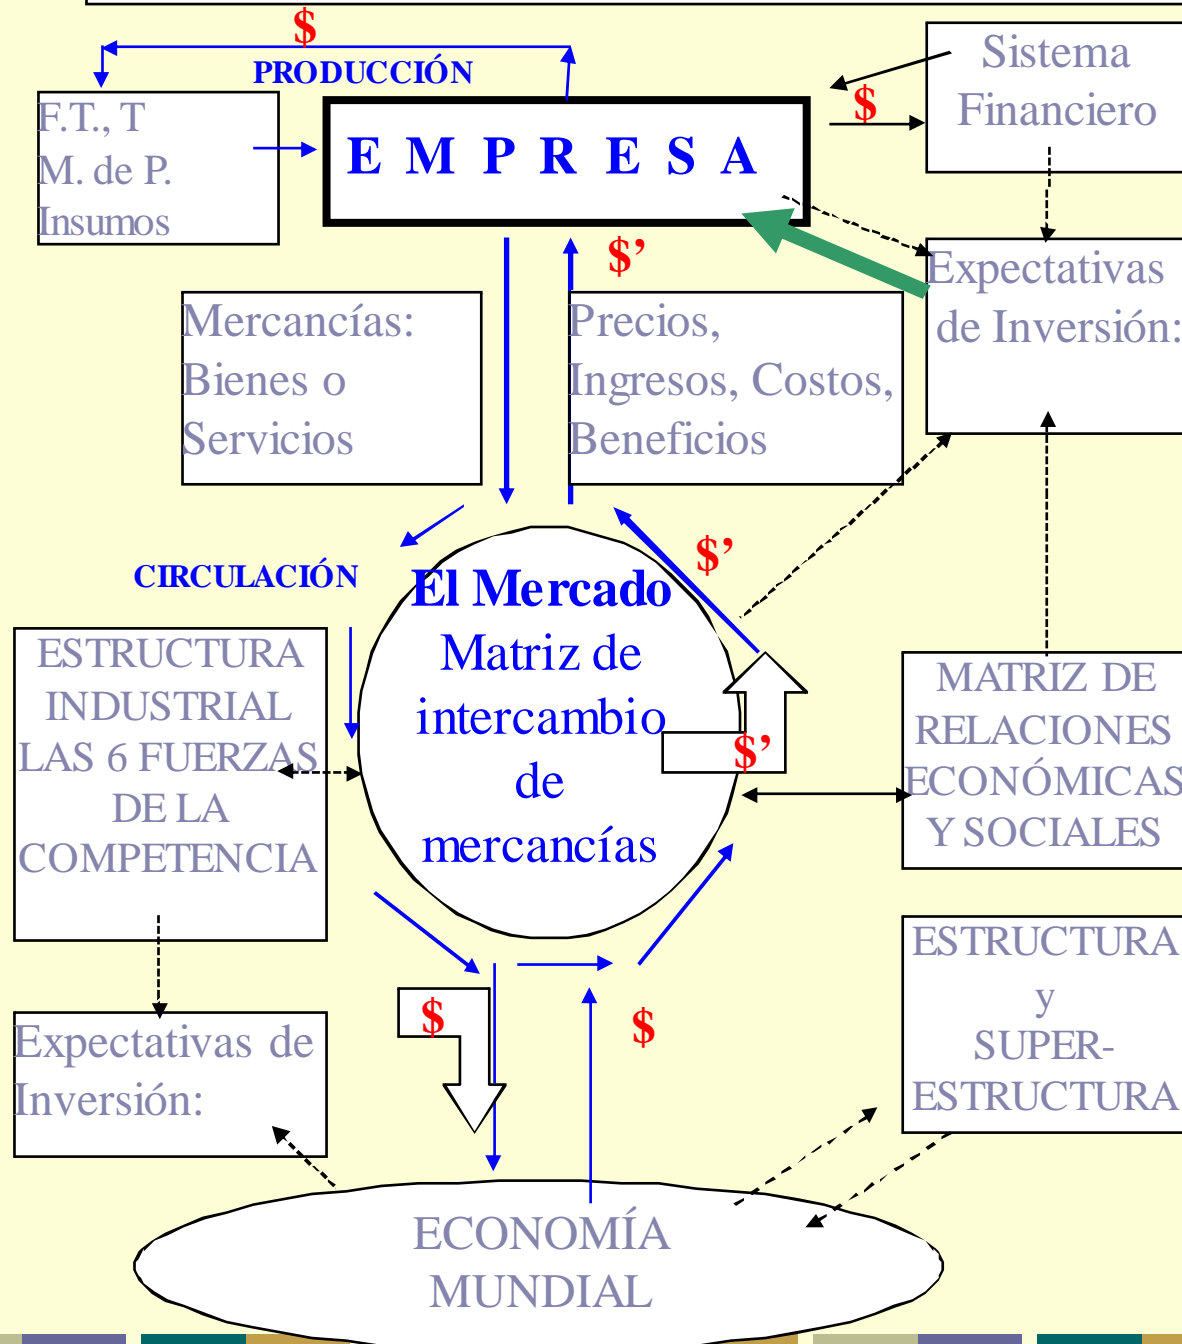 $
PRODUCCIÓN
F.T., T
M. de P.
Insumos
E M P R E S A
$
Sistema
Financiero
$’
Expectativas
de Inversión:
Mercancías:
Bienes o
Servicios
Precios,
Ingresos, Costos,
Beneficios
CIRCULACIÓN
$’
El Mercado
Matriz de
intercambio
de
mercancías
$’
ESTRUCTURA
INDUSTRIAL
LAS 6 FUERZAS
DE LA
COMPETENCIA
MATRIZ DE
RELACIONES
ECONÓMICAS
Y SOCIALES
Expectativas de
Inversión:
$
$
ESTRUCTURA
y
SUPER-
ESTRUCTURA
ECONOMÍA
MUNDIAL